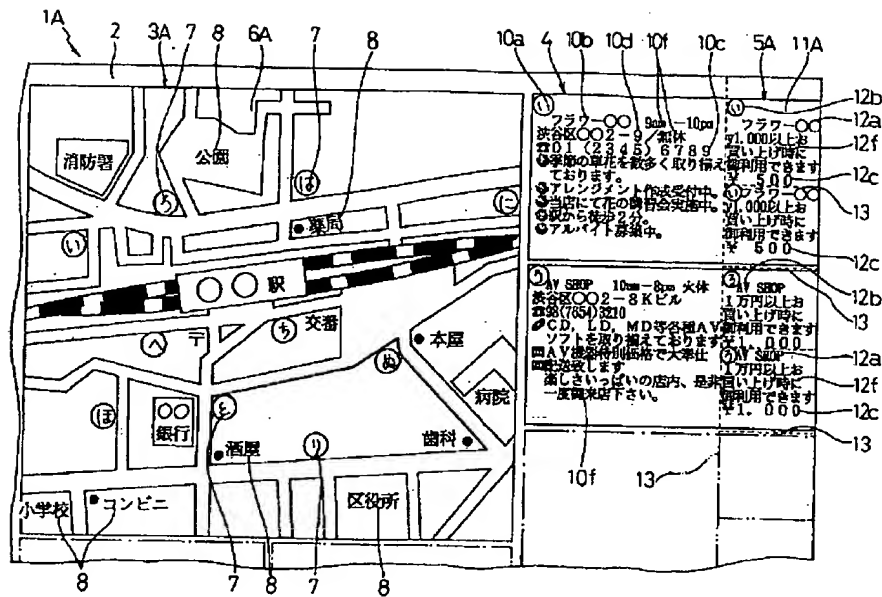 1A
2
3A
7
8
6A
7
8
10a
10b
4
10d
10f
10c
5A
11A
12b
12a
12f
12c
13
12c
12b
13
12a
12f
12c
13
消防署
公園
ろ
は
に
い
薬局
○○駅
へ
〒
ち
交番
ぬ
本屋
病院
ほ
○○
銀行
と
酒屋
り
歯科
小学校
コンビニ
区役所
8
7
8
7
8
10f
13
い
フラワー○○ 9am-10pm
渋谷区○○2-9/無休
☎01(2345)6789
季節の草花を数多く取り揃え
ております。
アレンジメント作成受付中。
当店にて花の講習会実施中。
駅から徒歩2分。
アルバイト募集中。
い
フラワー○○
¥1,000以上お
買い上げ時に
御利用できます
¥500
い フラワー○○
¥1,000以上お
買い上げ時に
御利用できます
¥500
AV SHOP 10am-8pm 火休
渋谷区○○2-8Kビル
☎98(7654)3210
CD、LD、MD等各種AV
ソフトを取り揃えております
AV機器特別価格で大奉仕
配送致します
楽しさいっぱいの店内、是非
一度御来店下さい。
ろ
AV SHOP
1万円以上お
買い上げ時に
御利用できます
¥1,000
ろ AV SHOP
1万円以上お
買い上げ時に
御利用できます
¥1,000